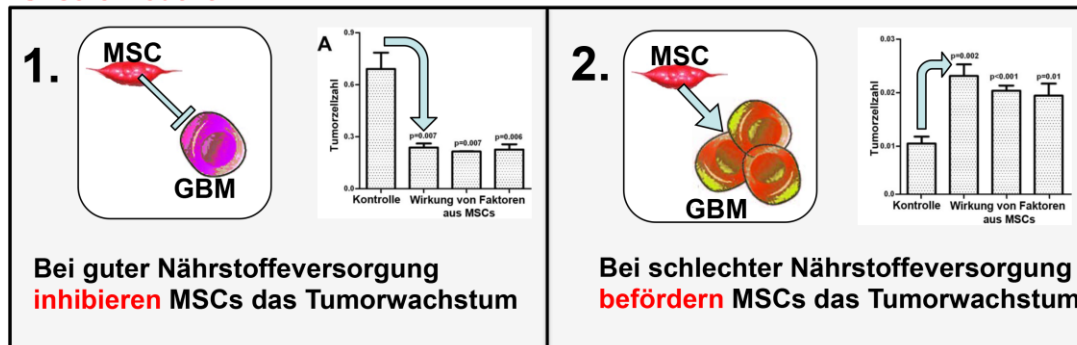 1.
MSC
GBM
A
Tumorzellzahl
0.9
0.6
0.3
0.0
p=0.007
p=0.007
p=0.006
Kontrolle
Wirkung von Faktoren
aus MSCs
Bei guter Nährstoffeversorgung
inhibieren MSCs das Tumorwachstum
2.
MSC
GBM
Tumorzellzahl
0.03
0.02
0.01
0.0
p=0.002
p<0.001
p=0.01
Kontrolle
Wirkung von Faktoren
aus MSCs
Bei schlechter Nährstoffeversorgung
befördern MSCs das Tumorwachstum